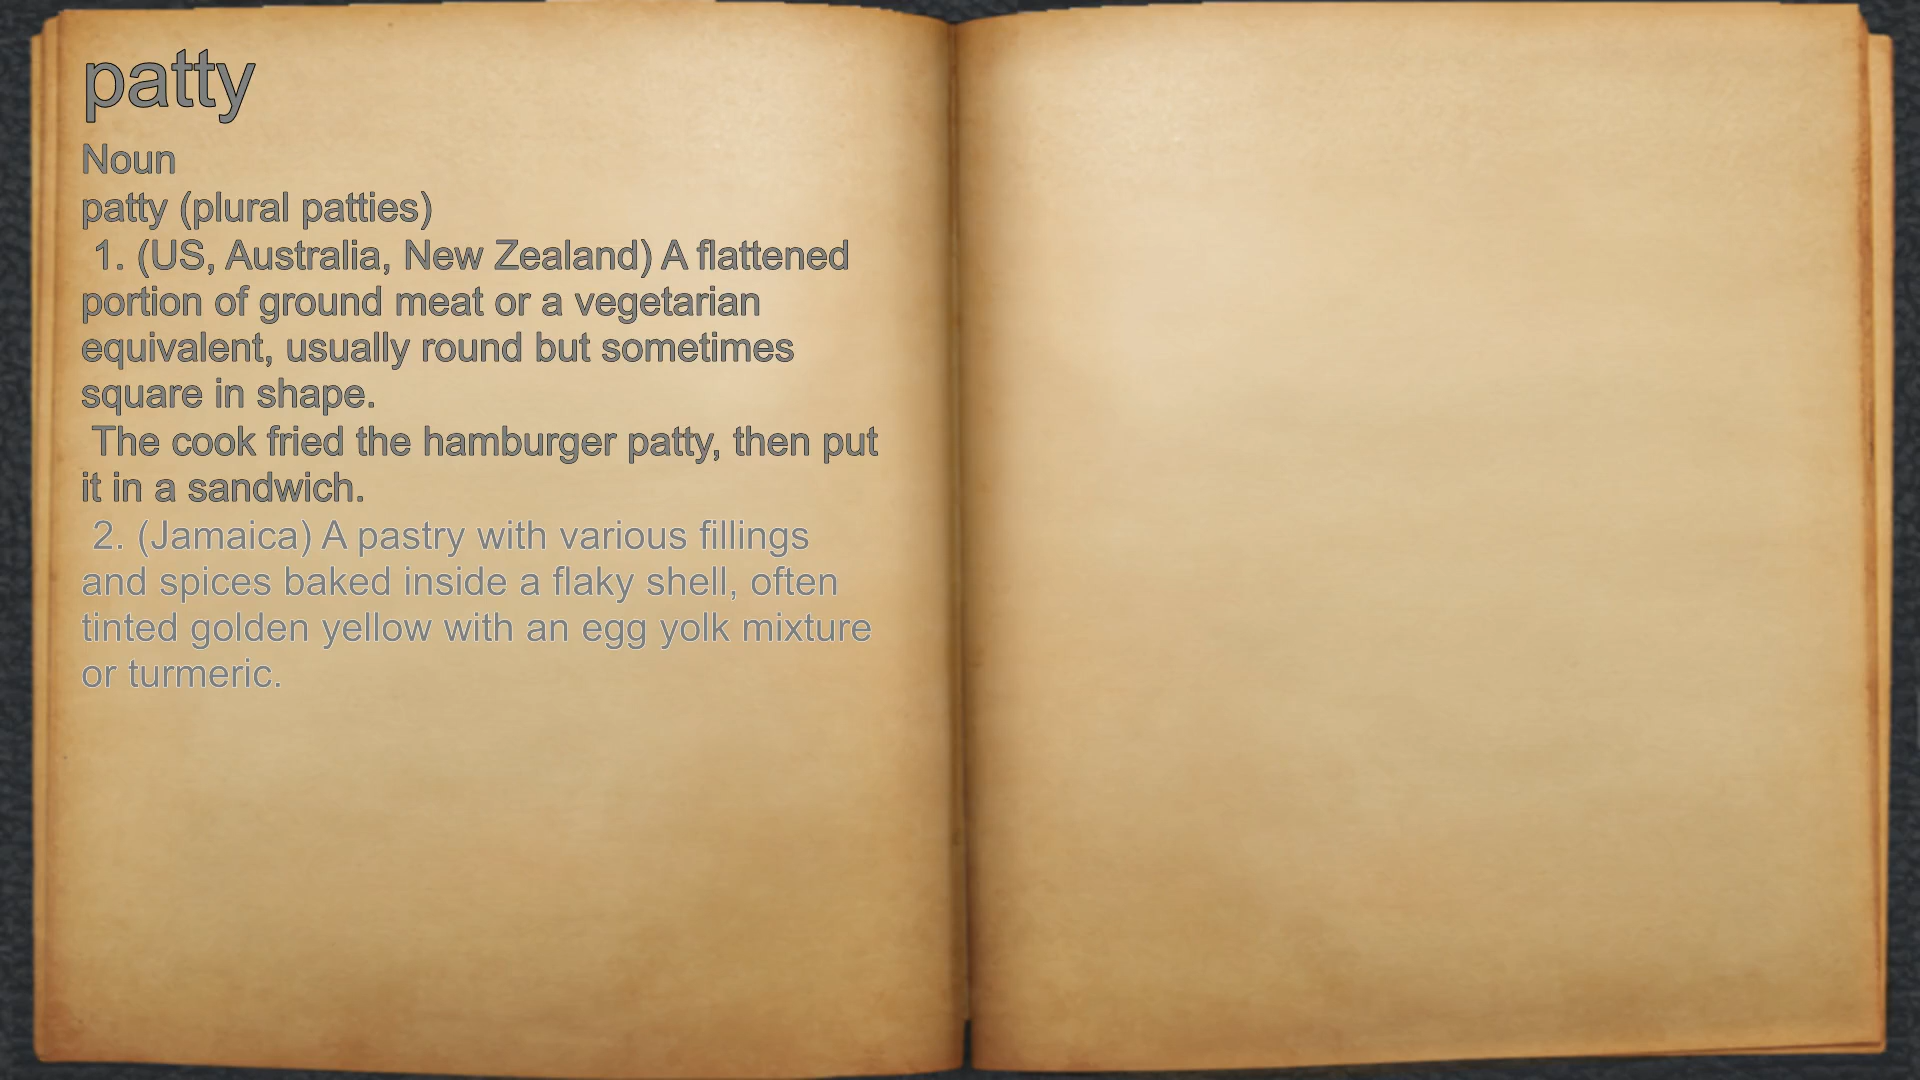 patty
Noun
patty (plural patties)
1. (US, Australia, New Zealand) A flattened
portion of ground meat or a vegetarian
equivalent, usually round but sometimes
square in shape.
The cook fried the hamburger patty, then put
it in a sandwich.
2. (Jamaica) A pastry with various fillings
and spices baked inside a flaky shell, often
tinted golden yellow with an egg yolk mixture
or turmeric.